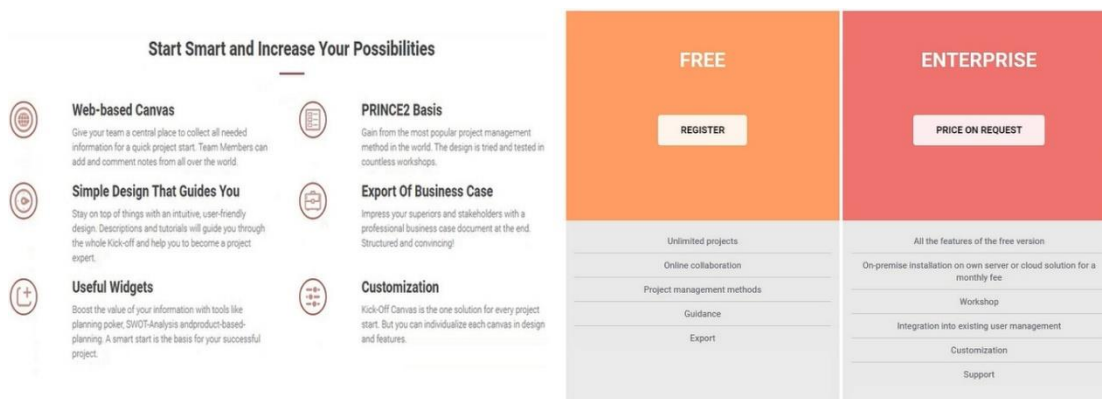 Start Smart and Increase Your Possibilities
Web-based Canvas
Give your team a central place to collect all needed
information for a quick project start. Team Members can
add and comment notes from all over the world.
PRINCE2 Basis
Gain from the most popular project management
method in the world. The design is tried and tested in
countless workshops.
Simple Design That Guides You
Stay on top of things with an intuitive, user-friendly
design. Descriptions and tutorials will guide you through
the whole Kick-off and help you to become a project
expert.
Export Of Business Case
Impress your superiors and stakeholders with a
professional business case document at the end.
Structured and convincing!
Useful Widgets
Boost the value of your information with tools like
planning poker, SWOT-Analysis andproduct-based-
planning. A smart start is the basis for your successful
project.
Customization
Kick-Off Canvas is the one solution for every project
start. But you can individualize each canvas in design
and features.
FREE
REGISTER
Unlimited projects
Online collaboration
Project management methods
Guidance
Export
ENTERPRISE
PRICE ON REQUEST
All the features of the free version
On-premise installation on own server or cloud solution for a
monthly fee
Workshop
Integration into existing user management
Customization
Support